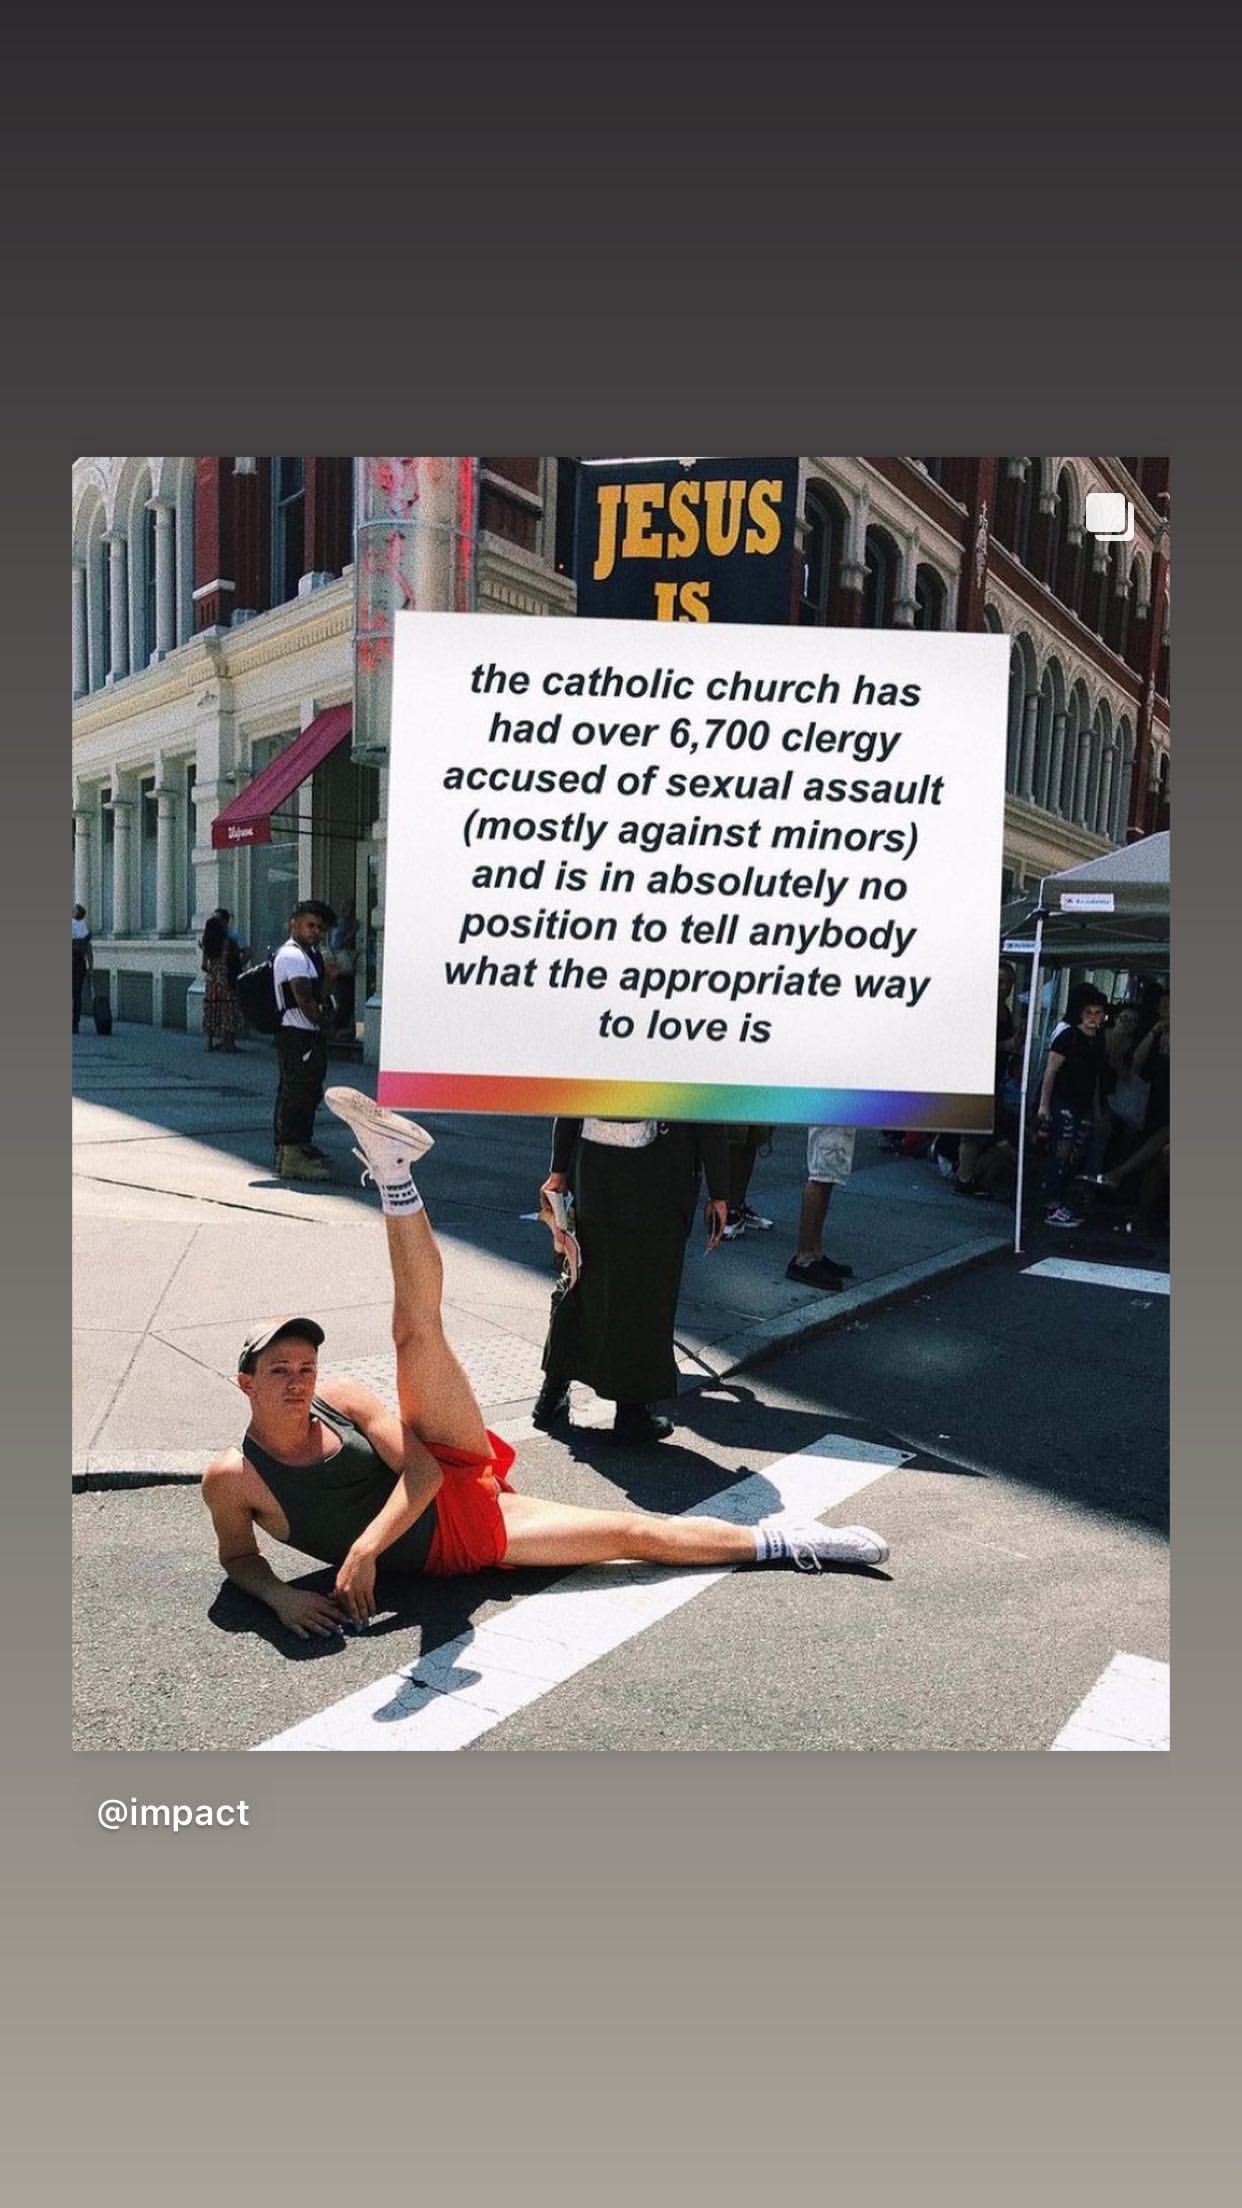 JESUS
IS
the catholic church has
had over 6,700 clergy
accused of sexual assault
(mostly against minors)
and is in absolutely no
position to tell anybody
what the appropriate way
to love is
Walgreens
@impact